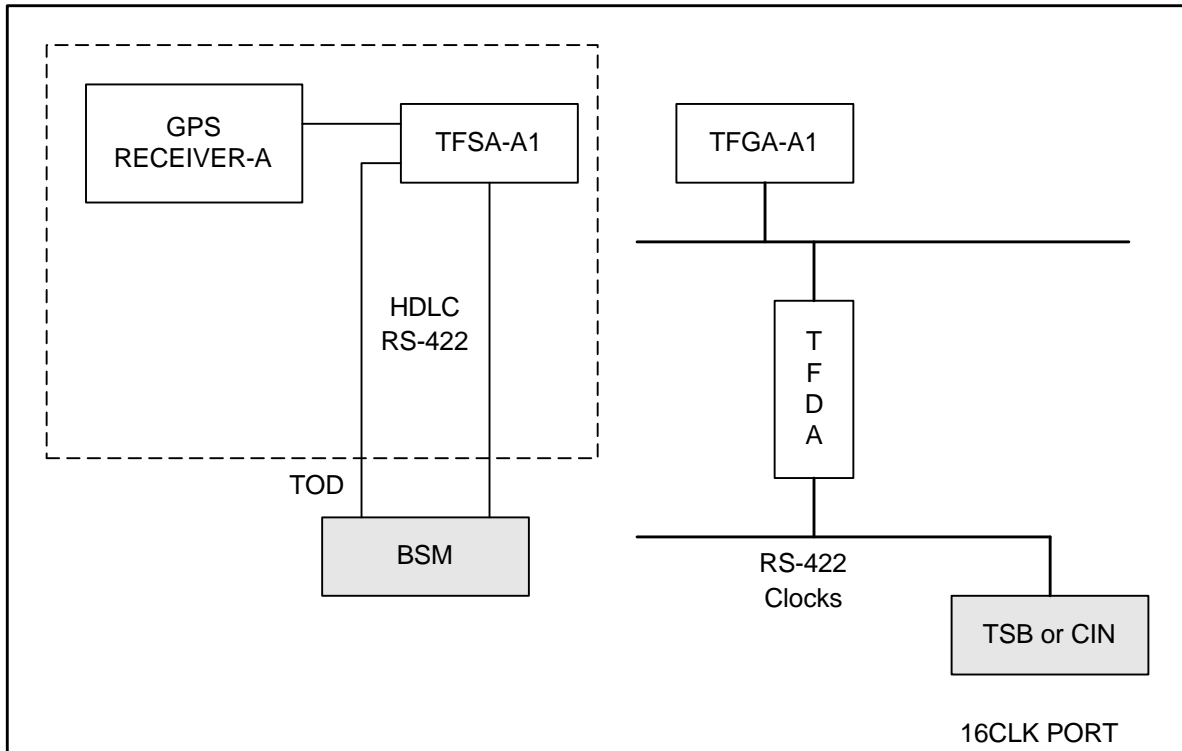 GPS
RECEIVER-A
TFSA-A1
TFGA-A1
HDLC
RS-422
T
F
D
A
TOD
BSM
RS-422
Clocks
TSB or CIN
16CLK PORT